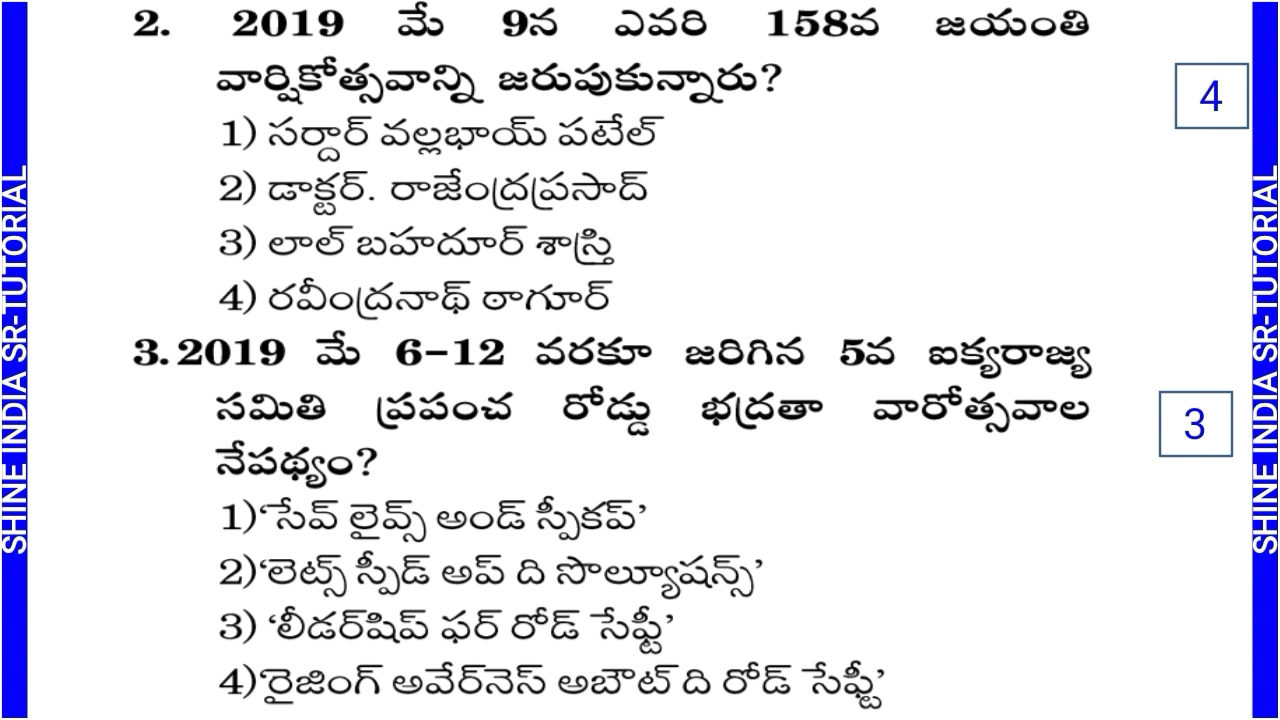 2. 2019 మే 9న ఎవరి 158వ జయంతి
వార్షికోత్సవాన్ని జరుపుకున్నారు?
4
1) సర్దార్ వల్లభాయ్ పటేల్
2) డాక్టర్. రాజేంద్రప్రసాద్
3) లాల్ బహదూర్ శాస్త్రి
4) రవీంద్రనాథ్ ఠాగూర్
3. 2019 మే 6–12 వరకూ జరిగిన 5వ ఐక్యరాజ్య
సమితి ప్రపంచ రోడ్డు భద్రతా వారోత్సవాల
నేపథ్యం?
3
1)‘సేవ్ లైవ్స్ అండ్ స్పీకప్’
2)‘లెట్స్ స్పీడ్ అప్ ది సొల్యూషన్స్’
3) ‘లీడర్‌షిప్ ఫర్ రోడ్ సేఫ్టీ’
4)‘రైజింగ్ అవేర్‌నెస్ అబౌట్ ది రోడ్ సేఫ్టీ’
SHINE INDIA SR-TUTORIAL
SHINE INDIA SR-TUTORIAL